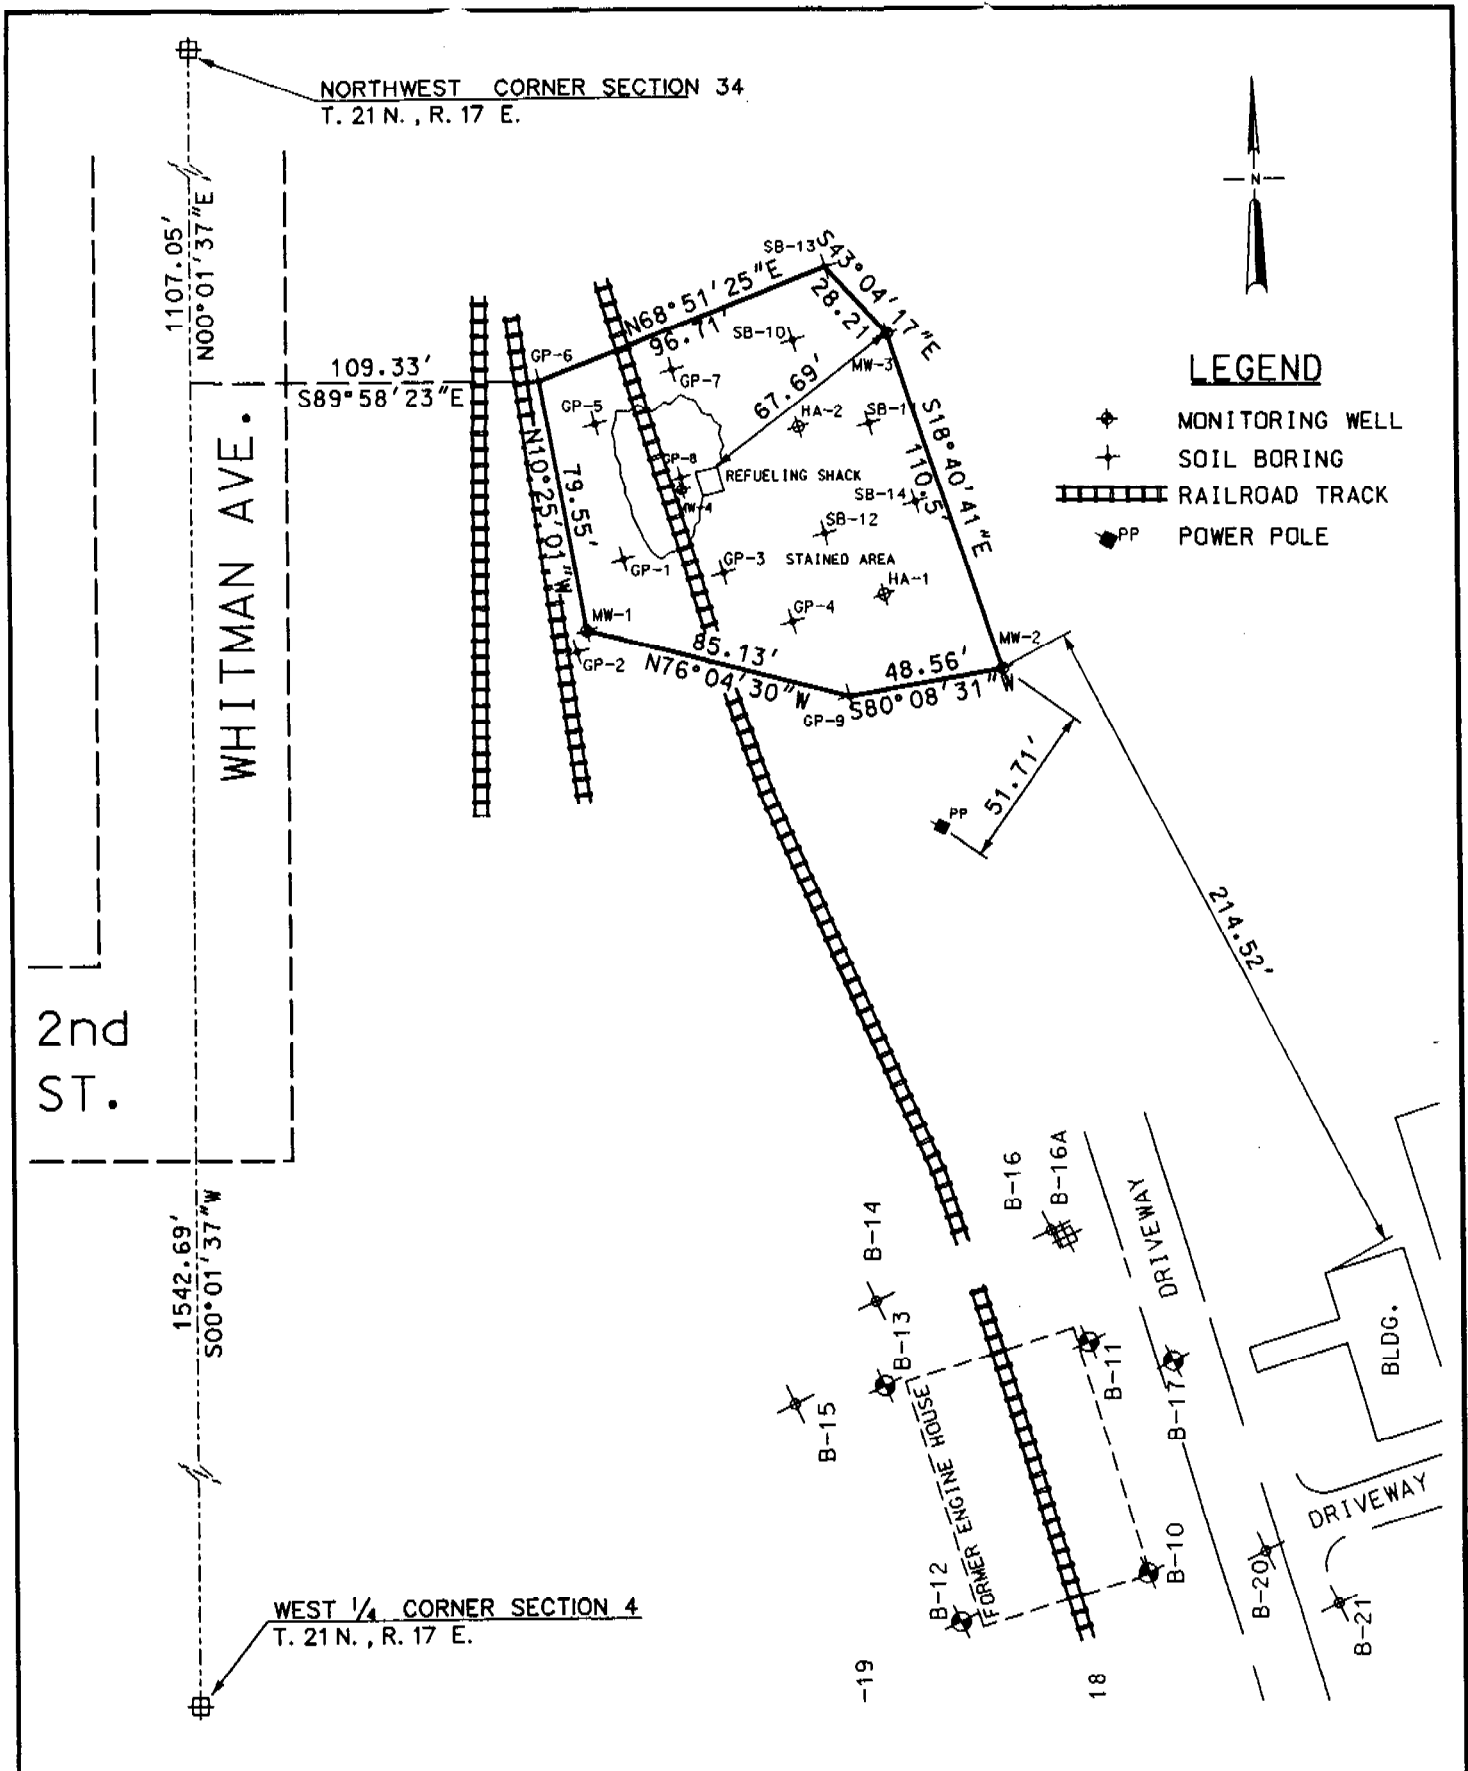 NORTHWEST CORNER SECTION 34
T. 21 N. , R. 17 E.
N
1107.05'
N00°01'37"E
SB-13
S43°04'17"E
28.21'
N68°51'25"E
96.71'
SB-10
GP-6
109.33'
S89°58'23"E
GP-7
MW-3
67.69'
LEGEND
MONITORING WELL
SOIL BORING
RAILROAD TRACK
PP
POWER POLE
GP-5
HA-2
SB-11
S18°40'41"E
110.5'
WHITMAN AVE.
N10°25'01"W
79.55'
GP-8
MW-4
REFUELING SHACK
SB-14
SB-12
STAINED AREA
GP-1
GP-3
HA-1
GP-4
MW-1
GP-2
85.13'
N76°04'30"W
MW-2
48.56'
S80°08'31"W
GP-9
51.71'
PP
214.52'
2nd
ST.
1542.69'
S00°01'37"W
B-16
B-16A
DRIVEWAY
B-14
B-13
B-11
B-17
BLDG.
B-15
FORMER ENGINE HOUSE
DRIVEWAY
B-12
B-10
B-20
B-21
WEST 1/4 CORNER SECTION 4
T. 21 N. , R. 17 E.
-19
18